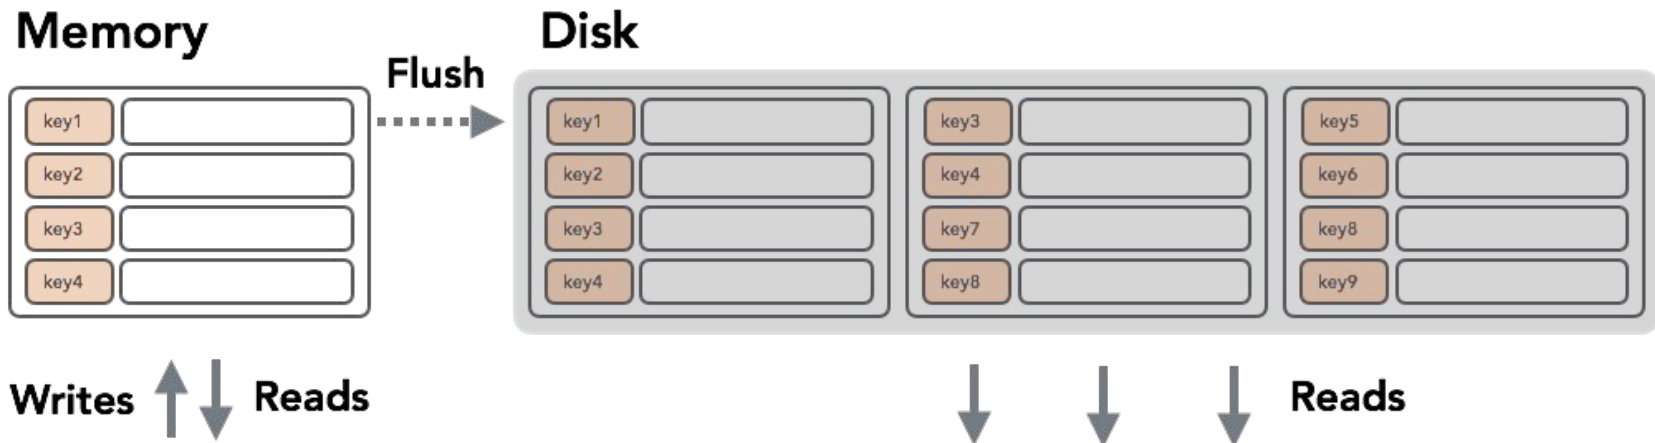 Memory
Disk
Flush
key1
key2
key3
key4
key1
key2
key3
key4
key3
key4
key7
key8
key5
key6
key8
key9
Writes
Reads
Reads